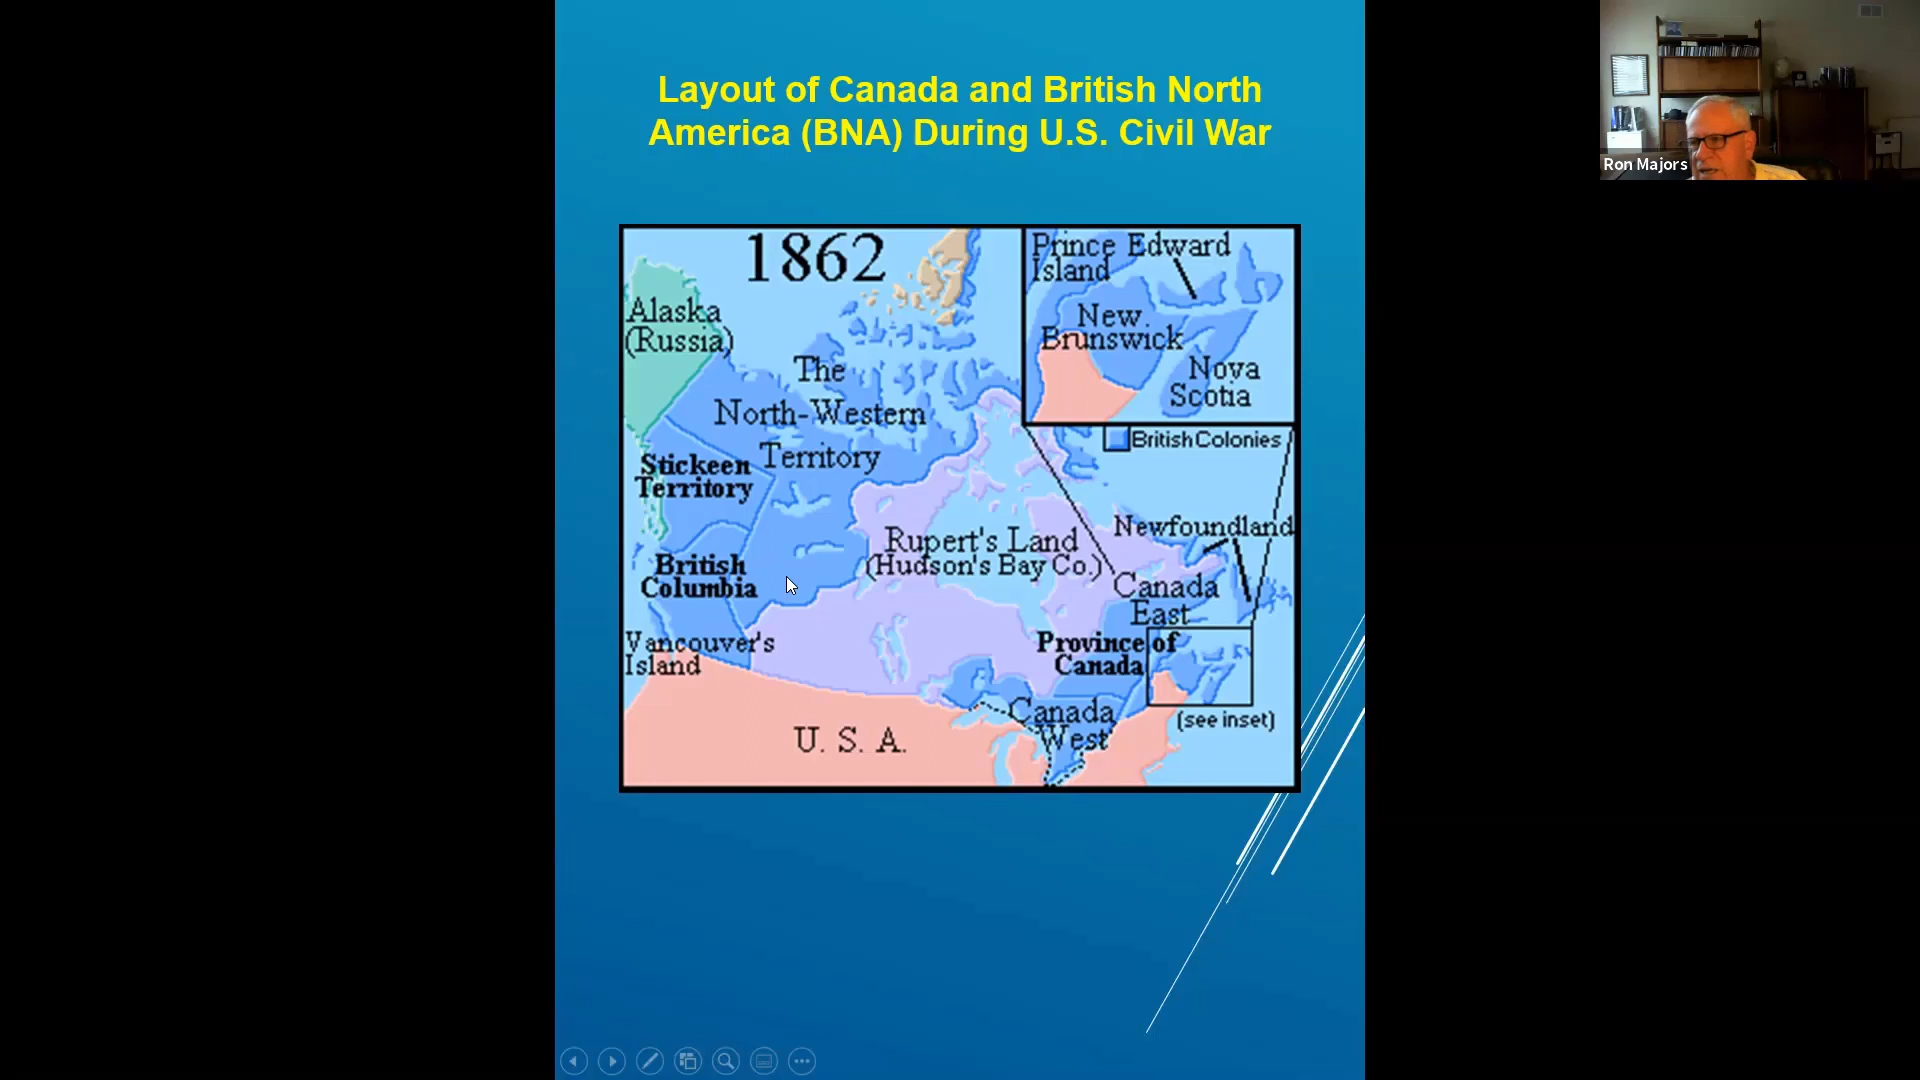 Layout of Canada and British North
America (BNA) During U.S. Civil War
Ron Majors
1862
Prince Edward
Island
New
Brunswick
Nova
Scotia
Alaska
(Russia)
The
North-Western
Territory
British Colonies
Stickeen
Territory
Newfoundland
Rupert's Land
(Hudson's Bay Co.)
British
Columbia
Canada
East
Vancouver's
Island
Province of
Canada
Canada
West
(see inset)
U. S. A.